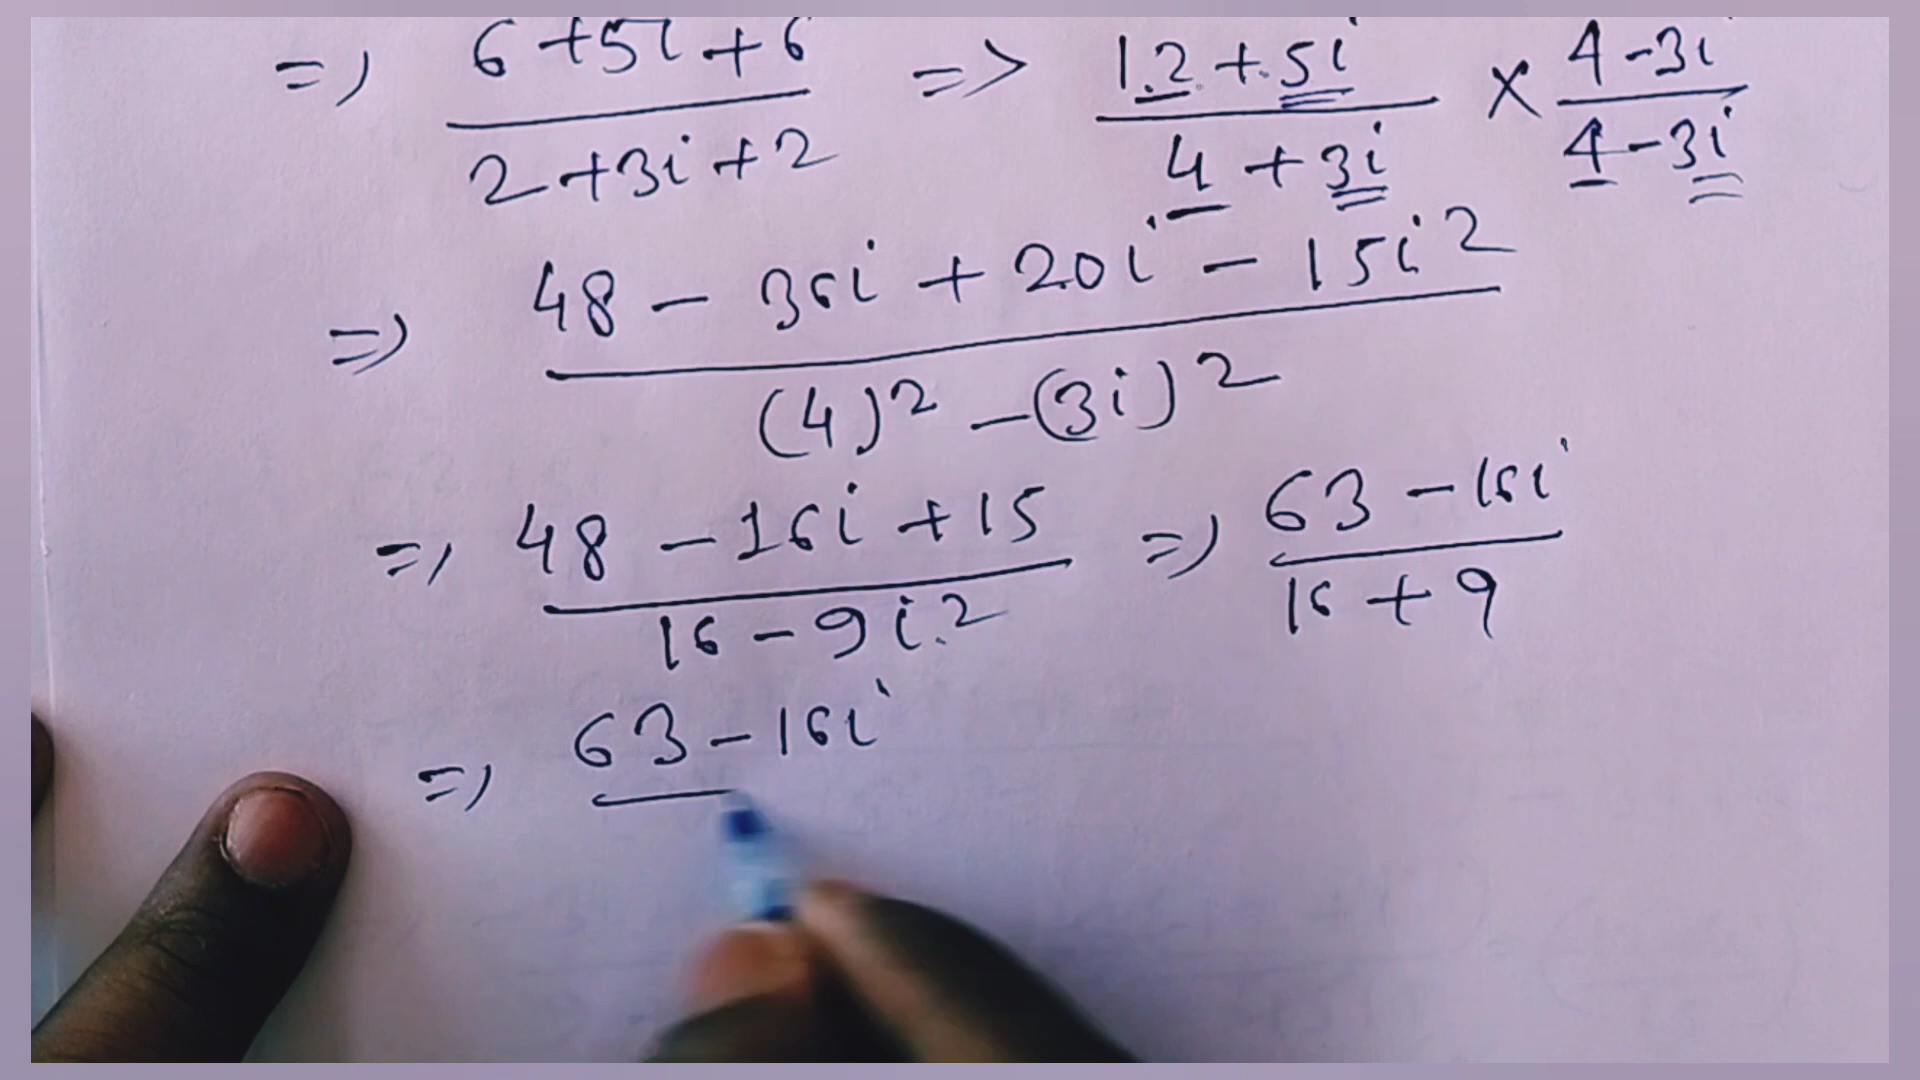 => (6+5i+6)/(2+3i+2) => (12+5i)/(4+3i) × (4-3i)/(4-3i)
=> (48-36i+20i-15i²)/((4)²-(3i)²)
=> (48-16i+15)/(16-9i²) => (63-16i)/(16+9)
=> 63-16i